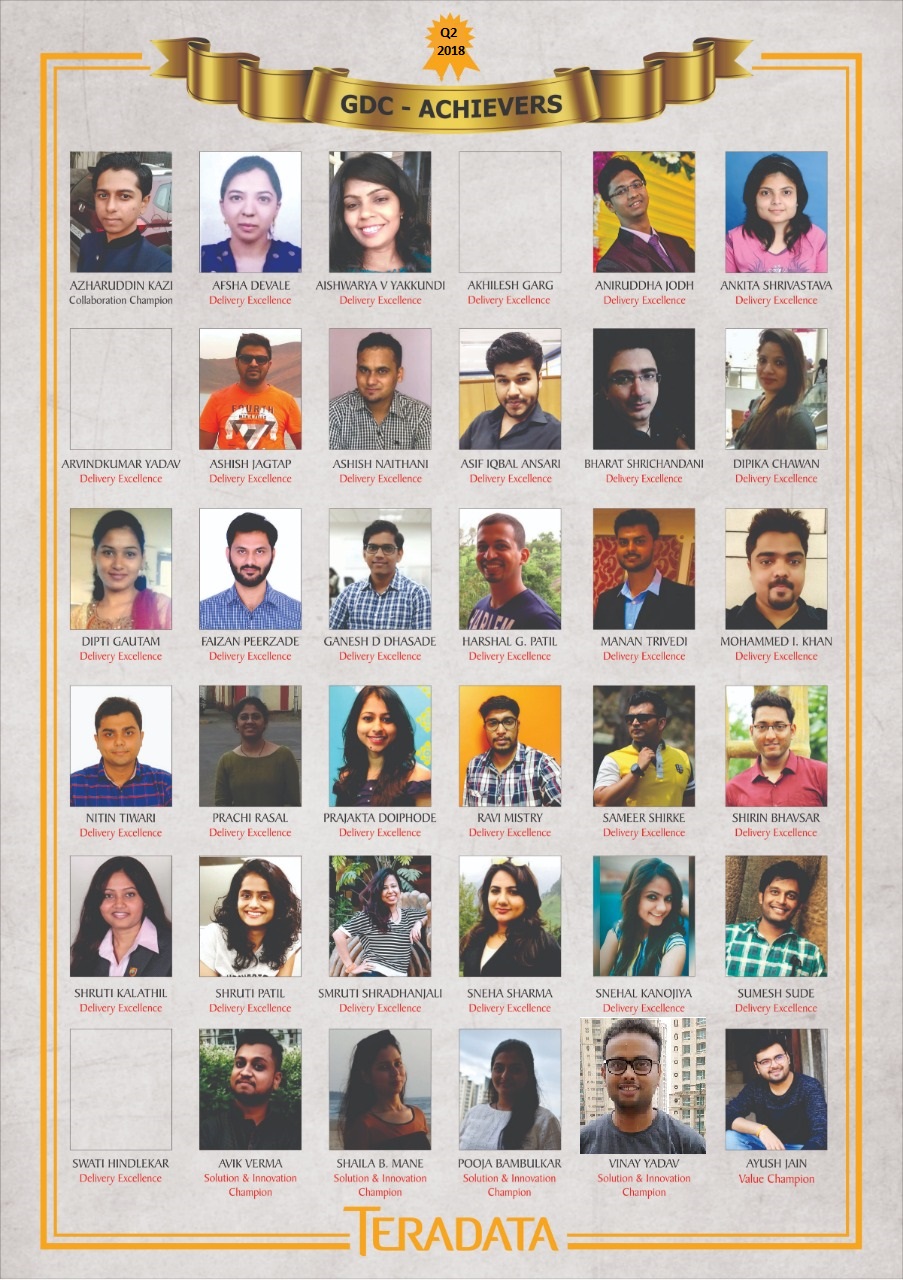 Q2
2018
GDC - ACHIEVERS
AZHARUDDIN KAZI
Collaboration Champion
AFSHA DEVALE
Delivery Excellence
AISHWARYA V YAKKUNDI
Delivery Excellence
AKHILESH GARG
Delivery Excellence
ANIRUDDHA JODH
Delivery Excellence
ANKITA SHRIVASTAVA
Delivery Excellence
ARVINDKUMAR YADAV
Delivery Excellence
ASHISH JAGTAP
Delivery Excellence
ASHISH NAITHANI
Delivery Excellence
ASIF IQBAL ANSARI
Delivery Excellence
BHARAT SHRICHANDANI
Delivery Excellence
DIPIKA CHAWAN
Delivery Excellence
DIPTI GAUTAM
Delivery Excellence
FAIZAN PEERZADE
Delivery Excellence
GANESH D DHASADE
Delivery Excellence
HARLEM
HARSHAL G. PATIL
Delivery Excellence
MANAN TRIVEDI
Delivery Excellence
MOHAMMED I. KHAN
Delivery Excellence
NITIN TIWARI
Delivery Excellence
PRACHI RASAL
Delivery Excellence
PRAJAKTA DOIPHODE
Delivery Excellence
RAVI MISTRY
Delivery Excellence
SAMEER SHIRKE
Delivery Excellence
SHIRIN BHAVSAR
Delivery Excellence
SHRUTI KALATHIL
Delivery Excellence
SHRUTI PATIL
Delivery Excellence
SMRUTI SHRADHANJALI
Delivery Excellence
SNEHA SHARMA
Delivery Excellence
SNEHAL KANOJIYA
Delivery Excellence
SUMESH SUDE
Delivery Excellence
SWATI HINDLEKAR
Delivery Excellence
AVIK VERMA
Solution & Innovation
Champion
SHAILA B. MANE
Solution & Innovation
Champion
POOJA BAMBULKAR
Solution & Innovation
Champion
VINAY YADAV
Solution & Innovation
Champion
AYUSH JAIN
Value Champion
TERADATA